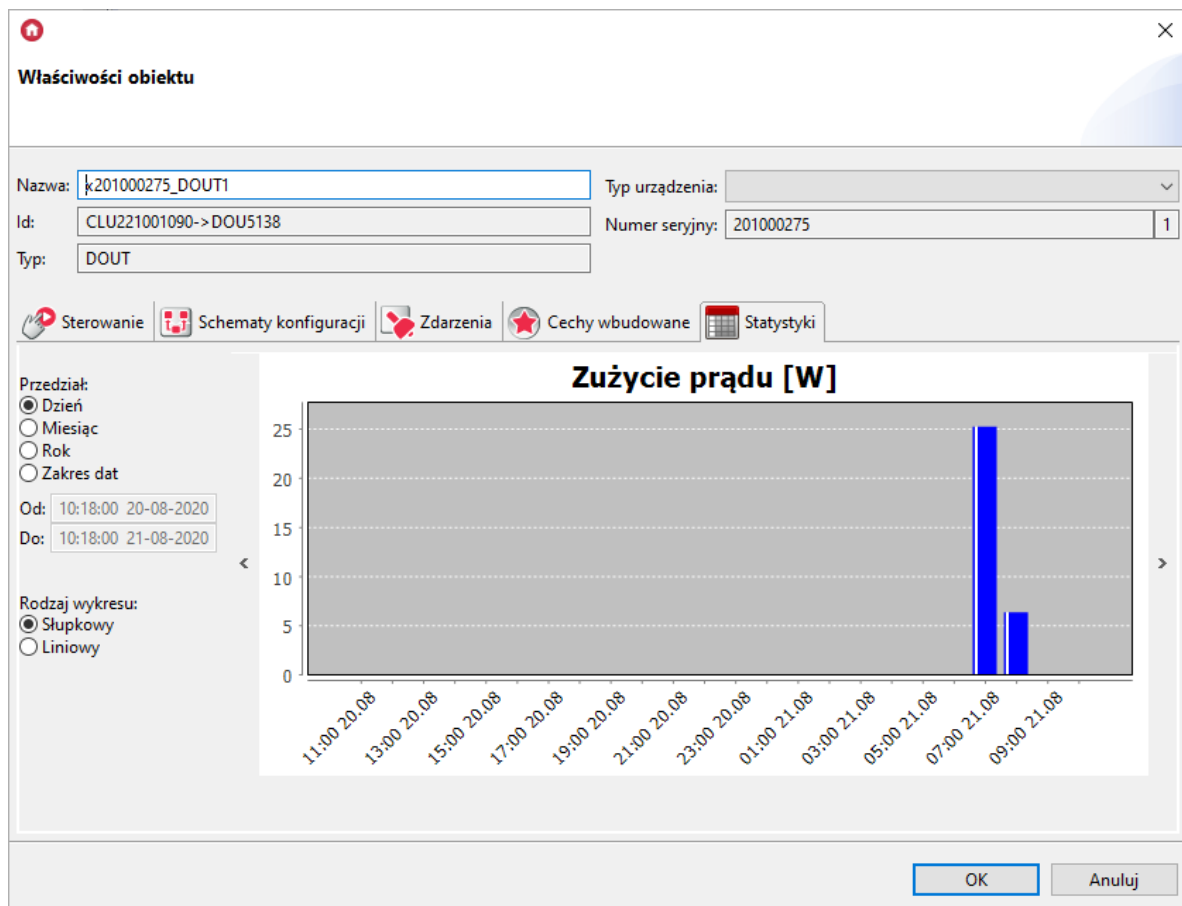 Właściwości obiektu
Nazwa: x201000275_DOUT1
Typ urządzenia:
Id: CLU221001090->DOU5138
Numer seryjny: 201000275 1
Typ: DOUT
Sterowanie Schematy konfiguracji Zdarzenia Cechy wbudowane Statystyki
Przedział:
Dzień
Miesiąc
Rok
Zakres dat
Od: 10:18:00 20-08-2020
Do: 10:18:00 21-08-2020
Rodzaj wykresu:
Słupkowy
Liniowy
<
Zużycie prądu [W]
25
20
15
10
5
0
11:00 20.08
13:00 20.08
15:00 20.08
17:00 20.08
19:00 20.08
21:00 20.08
23:00 20.08
01:00 21.08
03:00 21.08
05:00 21.08
07:00 21.08
09:00 21.08
>
OK Anuluj